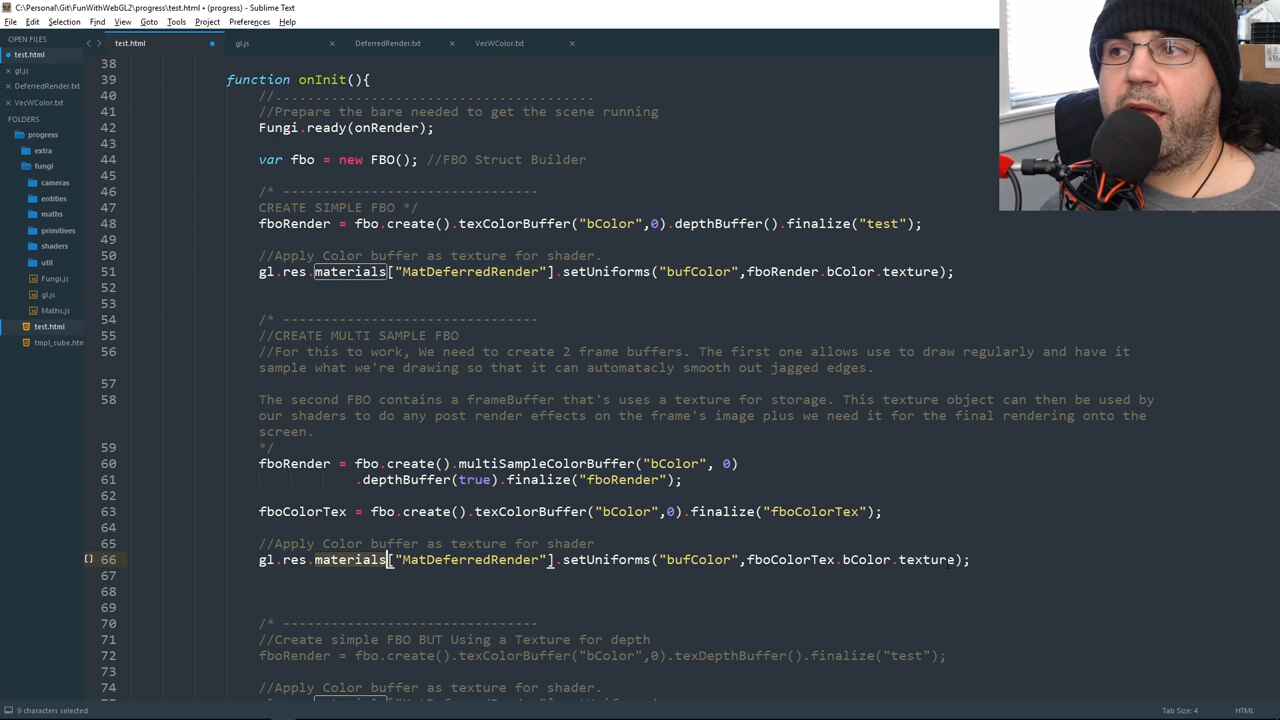 C:\Personal\Git\FunWithWebGL2\progress\test.html • (progress) - Sublime Text
File Edit Selection Find View Goto Tools Project Preferences Help
OPEN FILES
test.html
gl.js
DeferredRender.txt
VecWColor.txt
FOLDERS
progress
extra
fungi
cameras
entities
maths
primitives
shaders
util
Fungi.js
gl.js
Maths.js
test.html
tmpl_cube.htm
test.html gl.js DeferredRender.txt VecWColor.txt
38
39 function onInit(){
40 //........................................
41 //Prepare the bare needed to get the scene running
42 Fungi.ready(onRender);
43
44 var fbo = new FBO(); //FBO Struct Builder
45
46 /* --------------------------------
47 CREATE SIMPLE FBO */
48 fboRender = fbo.create().texColorBuffer("bColor",0).depthBuffer().finalize("test");
49
50 //Apply Color buffer as texture for shader.
51 gl.res.materials["MatDeferredRender"].setUniforms("bufColor",fboRender.bColor.texture);
52
53
54 /* --------------------------------
55 //CREATE MULTI SAMPLE FBO
56 //For this to work, We need to create 2 frame buffers. The first one allows use to draw regularly and have it
sample what we're drawing so that it can automatacly smooth out jagged edges.
57
58 The second FBO contains a frameBuffer that's uses a texture for storage. This texture object can then be used by
our shaders to do any post render effects on the frame's image plus we need it for the final rendering onto the
screen.
59 */
60 fboRender = fbo.create().multiSampleColorBuffer("bColor", 0)
61 .depthBuffer(true).finalize("fboRender");
62
63 fboColorTex = fbo.create().texColorBuffer("bColor",0).finalize("fboColorTex");
64
65 //Apply Color buffer as texture for shader
66 gl.res.materials["MatDeferredRender"].setUniforms("bufColor",fboColorTex.bColor.texture);
67
68
69
70 /* --------------------------------
71 //Create simple FBO BUT Using a Texture for depth
72 fboRender = fbo.create().texColorBuffer("bColor",0).texDepthBuffer().finalize("test");
73
74 //Apply Color buffer as texture for shader.
9 characters selected
Tab Size: 4 HTML